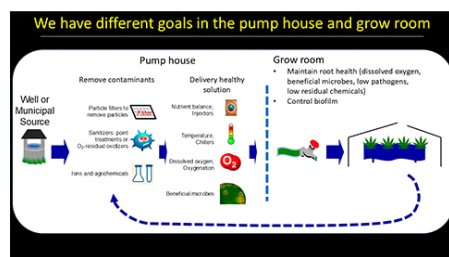 We have different goals in the pump house and grow room
Pump house
Remove contaminants
Delivery healthy
solution
Grow room
• Maintain root health (dissolved oxygen,
beneficial microbes, low pathogens,
low residual chemicals)
• Control biofilm
Well or
Municipal
Source
Particle filters to
remove particles
Sanitizers: point
treatments or
O₂-residual oxidizers
Ions and agrichemicals
Nutrient balance,
Injectors
Temperature,
Chillers
Dissolved oxygen,
Oxygenation
O₂
Beneficial microbes